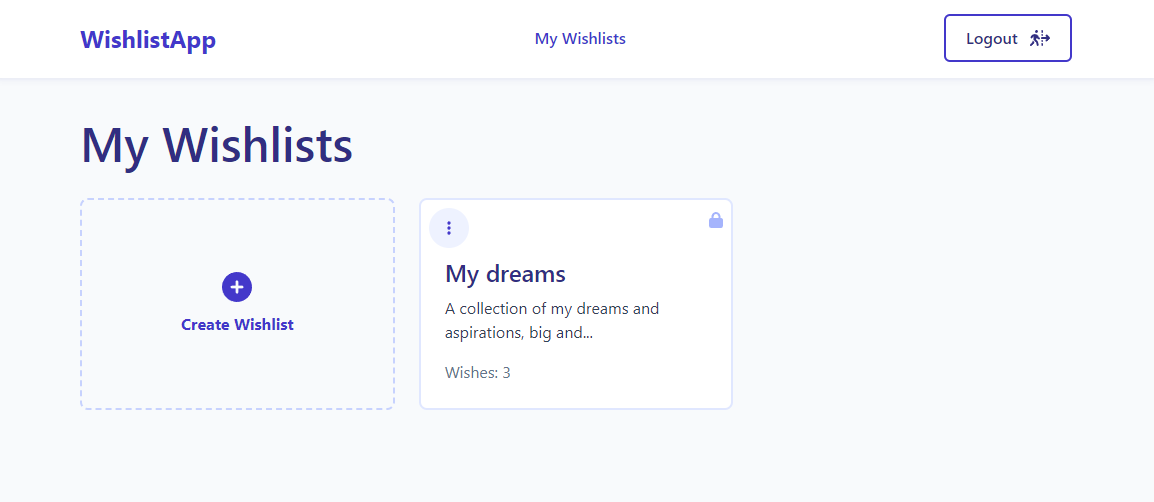 WishlistApp
My Wishlists
Logout
My Wishlists
Create Wishlist
My dreams
A collection of my dreams and
aspirations, big and...
Wishes: 3